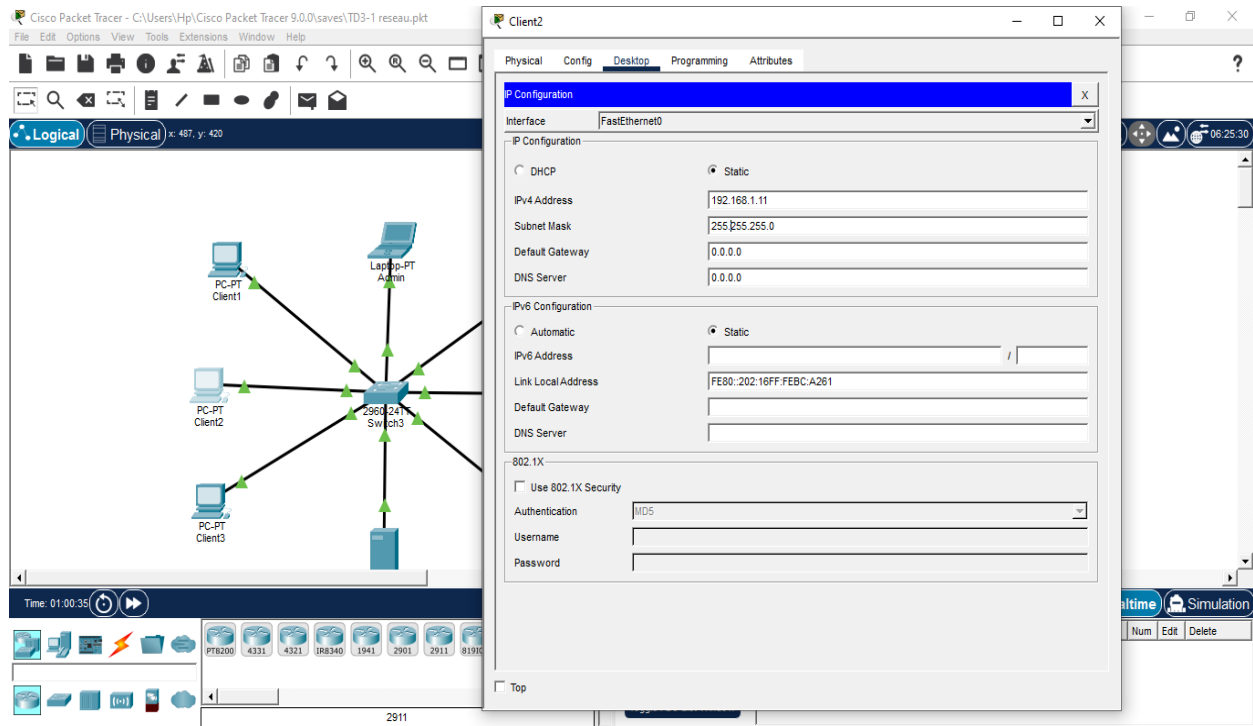 Cisco Packet Tracer - C:\Users\Hp\Cisco Packet Tracer 9.0.0\saves\TD3-1 reseau.pkt
File Edit Options View Tools Extensions Window Help
?
Logical Physical x: 487, y: 420
06:25:30
Laptop-PT
Admin
PC-PT
Client1
PC-PT
Client2
2960-24TT
Switch3
PC-PT
Client3
Time: 01:00:35
altime Simulation
Num Edit Delete
PT8200 4331 4321 IR8340 1941 2901 2911
2911
Client2
Physical Config Desktop Programming Attributes
IP Configuration X
Interface FastEthernet0
IP Configuration
DHCP Static
IPv4 Address 192.168.1.11
Subnet Mask 255.255.255.0
Default Gateway 0.0.0.0
DNS Server 0.0.0.0
IPv6 Configuration
Automatic Static
IPv6 Address /
Link Local Address FE80::202:16FF:FEBC:A261
Default Gateway
DNS Server
802.1X
Use 802.1X Security
Authentication MD5
Username
Password
Top